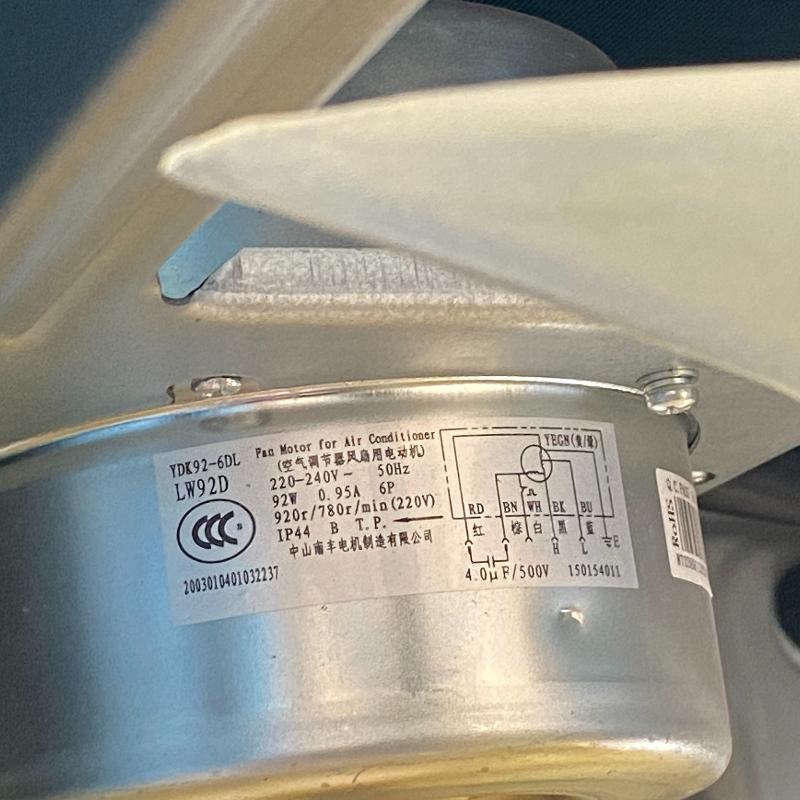 YDK92-6DL
LW92D
CCC S
2003010401032237
Fan Motor for Air Conditioner
(空气调节器风扇用电动机)
220-240V~ 50Hz
92W 0.95A 6P
920r/780r/min(220V)
IP44 B T.P.
中山南丰电机制造有限公司
YEGN(黄/绿)
RD BN WH BK BU
红 棕 白 黑 蓝
H L E
4.0μF/500V 150154011
RoHS